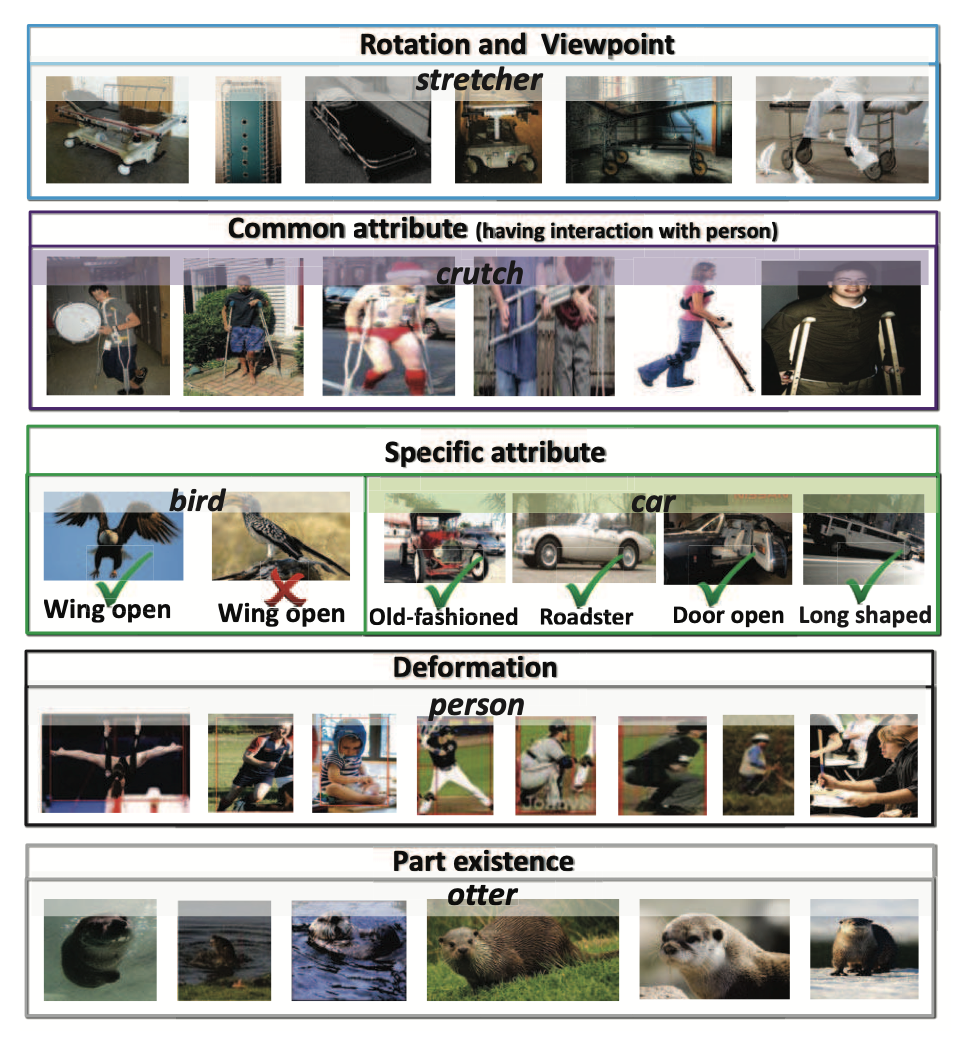 Rotation and Viewpoint
stretcher
Common attribute (having interaction with person)
crutch
Specific attribute
bird
car
Wing open
Wing open
Old-fashioned
Roadster
Door open
Long shaped
Deformation
person
Part existence
otter